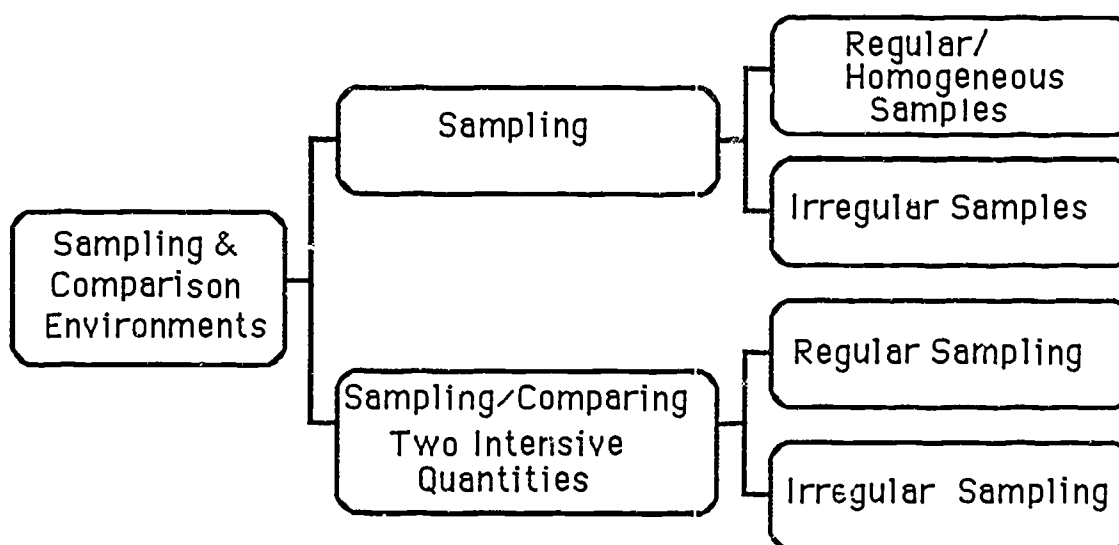 Sampling &
Comparison
Environments
Sampling
Regular/
Homogeneous
Samples
Irregular Samples
Sampling/Comparing
Two Intensive
Quantities
Regular Sampling
Irregular Sampling